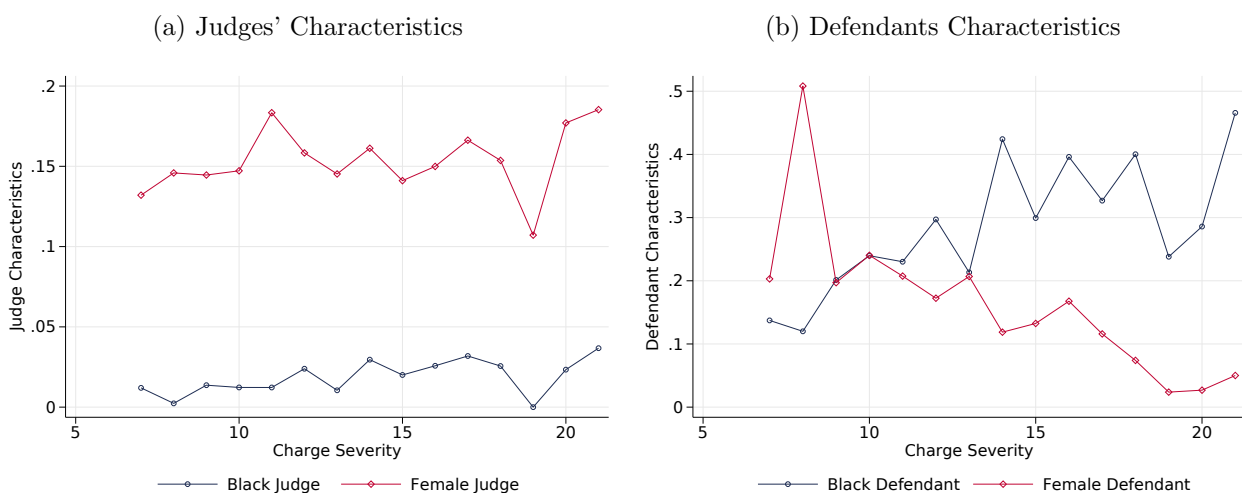 (a) Judges' Characteristics
.2
.15
.1
.05
0
Judge Characteristics
5 10 15 20
Charge Severity
Black Judge Female Judge
(b) Defendants Characteristics
.5
.4
.3
.2
.1
0
Defendant Characteristics
5 10 15 20
Charge Severity
Black Defendant Female Defendant